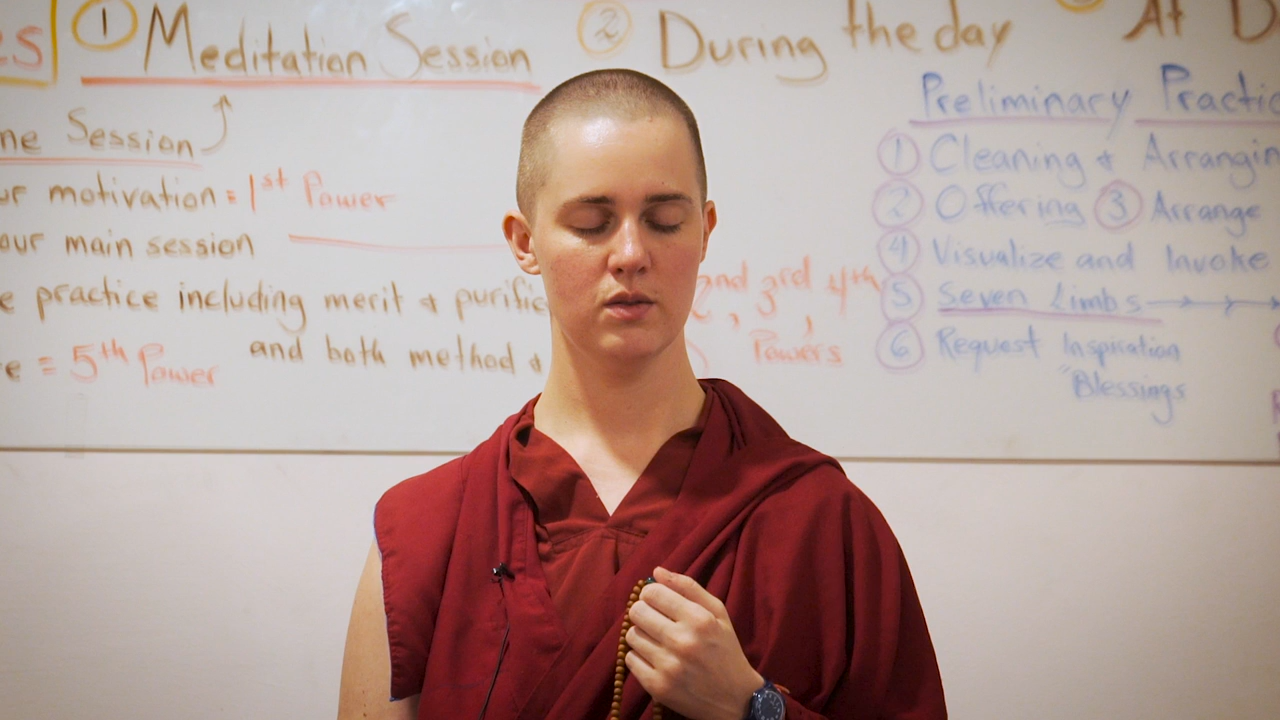 es ① Meditation Session
me Session
ur motivation = 1st Power
our main session
e practice including merit & purific
2nd, 3rd, 4th
Powers
e = 5th Power and both method &
② During the day
At D
Preliminary Practic
① Cleaning & Arrangin
② Offering ③ Arrange
④ Visualize and Invoke
⑤ Seven Limbs
⑥ Request Inspiration
"Blessings